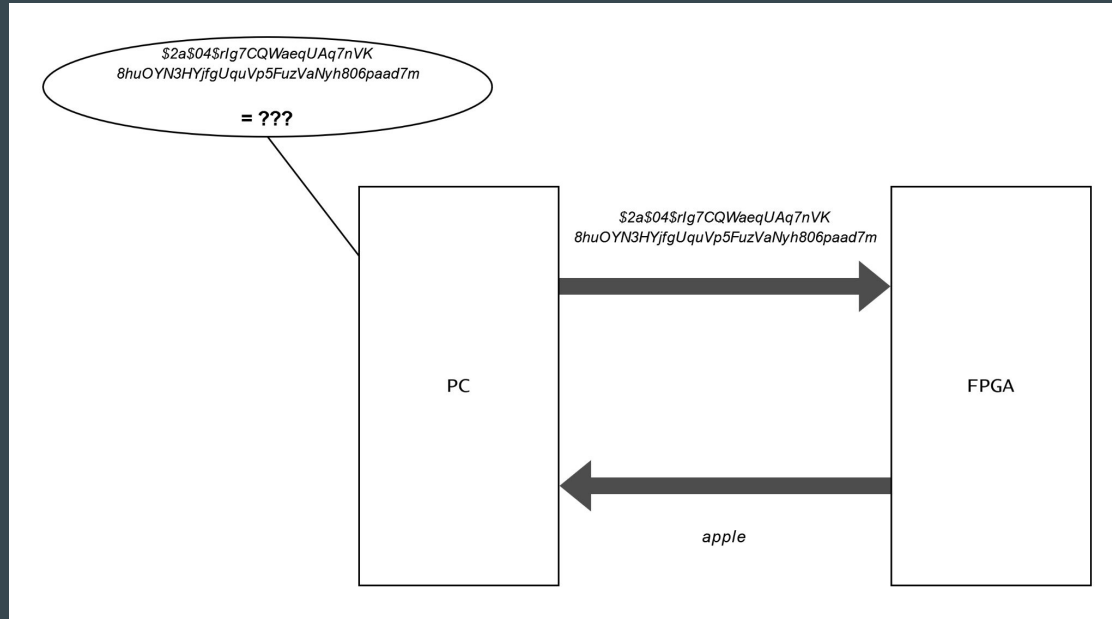 $2a$04$rIg7CQWaeqUAq7nVK
8huOYN3HYjfgUquVp5FuzVaNyh806paad7m
= ???
$2a$04$rIg7CQWaeqUAq7nVK
8huOYN3HYjfgUquVp5FuzVaNyh806paad7m
PC
FPGA
apple